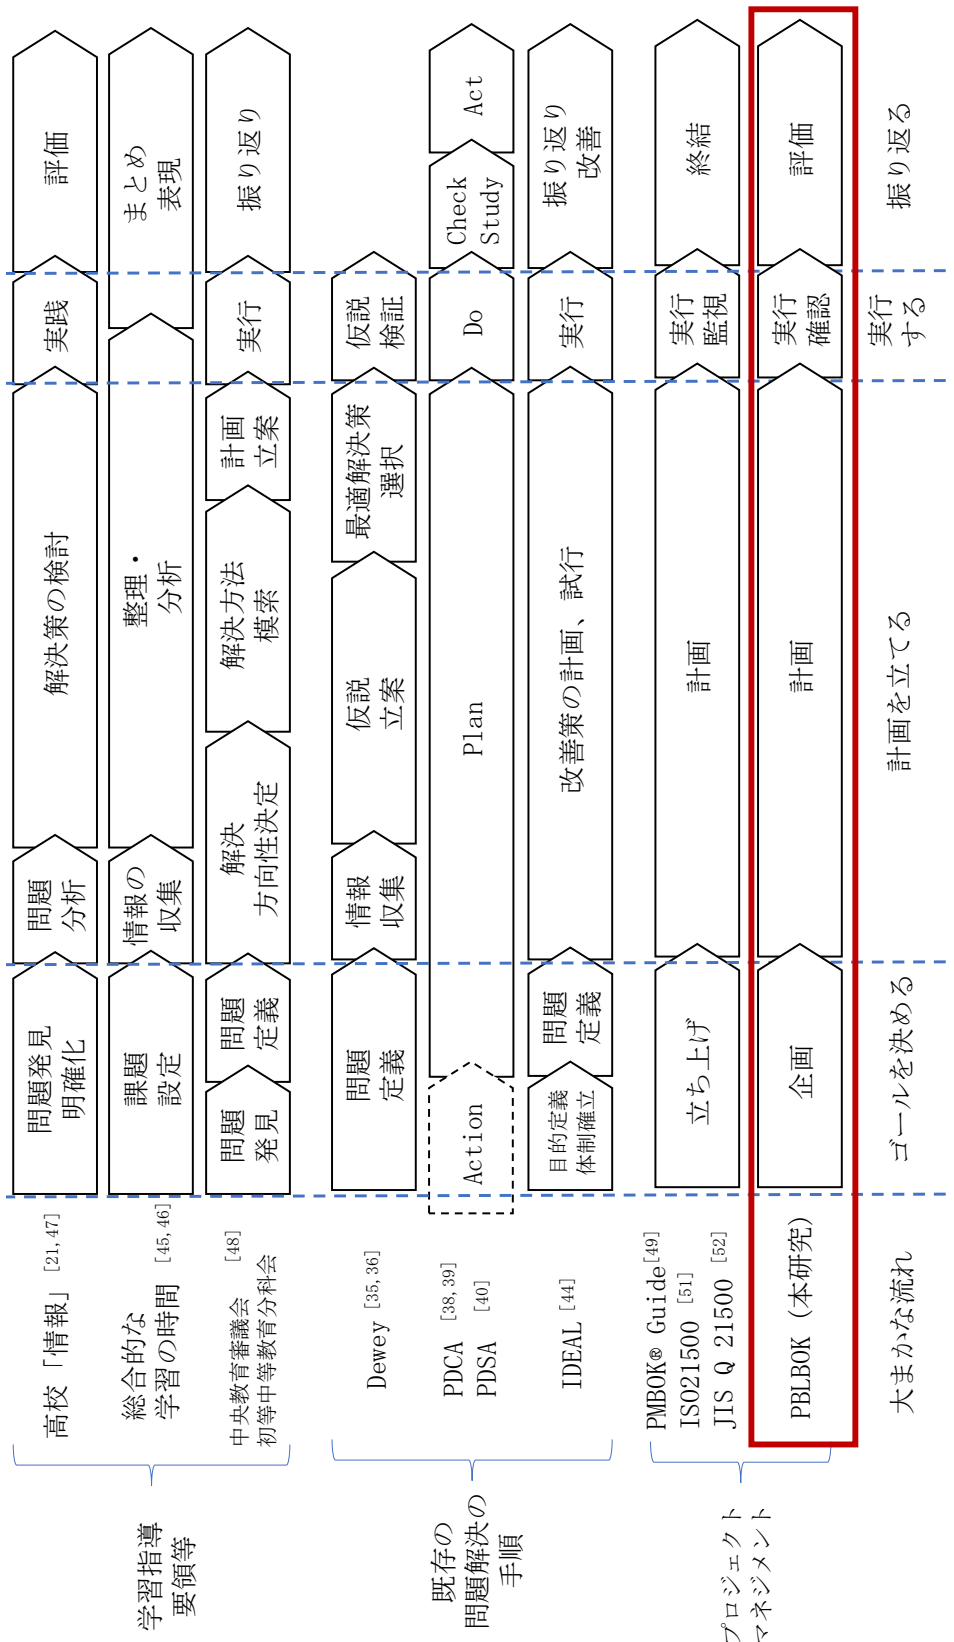 学習指導
要領等
高校「情報」[21,47]
問題発見
明確化
問題
分析
解決策の検討
実践
評価
総合的な
学習の時間[45,46]
課題
設定
情報の
収集
整理・
分析
まとめ
表現
中央教育審議会[48]
初等中等教育分科会
問題
発見
問題
定義
解決
方向性決定
解決方法
模索
計画
立案
実行
振り返り
既存の
問題解決の
手順
Dewey[35,36]
問題
定義
情報
収集
仮説
立案
最適解決策
選択
仮説
検証
PDCA[38,39]
PDSA[40]
Action
Plan
Do
Check
Study
Act
IDEAL[44]
目的定義
体制確立
問題
定義
改善策の計画、試行
実行
振り返り
改善
プロジェクト
マネジメント
PMBOK® Guide[49]
ISO21500[51]
JIS Q 21500[52]
立ち上げ
計画
実行
監視
終結
PBLBOK (本研究)
企画
計画
実行
確認
評価
大まかな流れ
ゴールを決める
計画を立てる
実行
する
振り返る